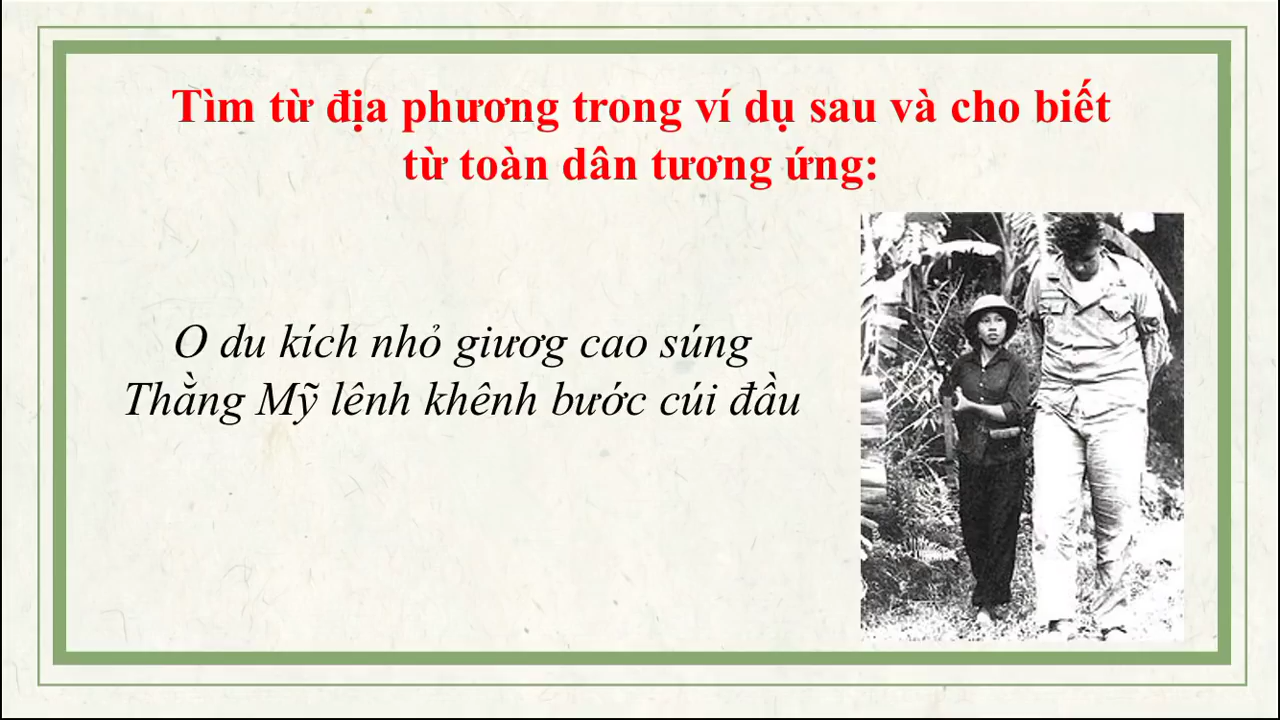 Tìm từ địa phương trong ví dụ sau và cho biết
từ toàn dân tương ứng:
O du kích nhỏ giươg cao súng
Thằng Mỹ lênh khênh bước cúi đầu